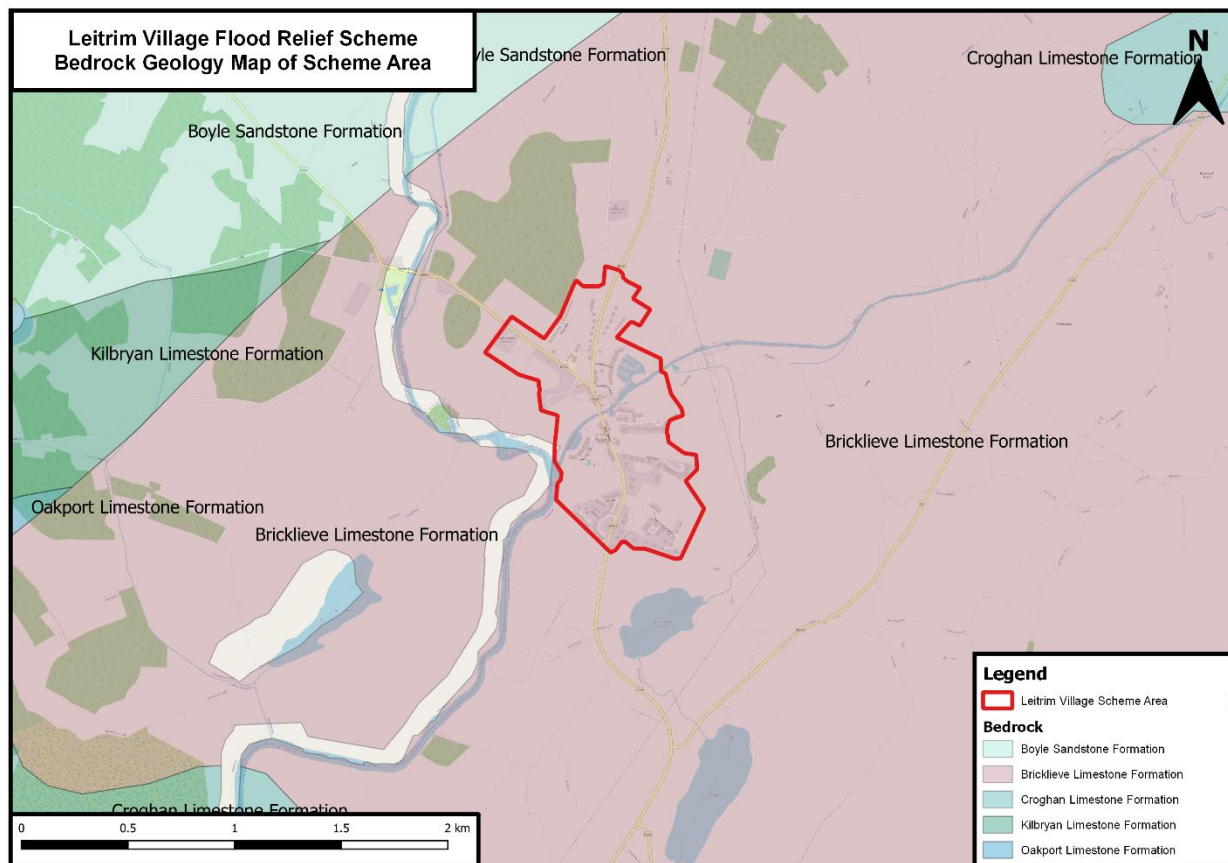 Leitrim Village Flood Relief Scheme
Bedrock Geology Map of Scheme Area
yle Sandstone Formation
Croghan Limestone Formation
N
Boyle Sandstone Formation
Kilbryan Limestone Formation
Bricklieve Limestone Formation
Oakport Limestone Formation
Bricklieve Limestone Formation
Croghan Limestone Formation
0 0.5 1 1.5 2 km
Legend
Leitrim Village Scheme Area
Bedrock
Boyle Sandstone Formation
Bricklieve Limestone Formation
Croghan Limestone Formation
Kilbryan Limestone Formation
Oakport Limestone Formation